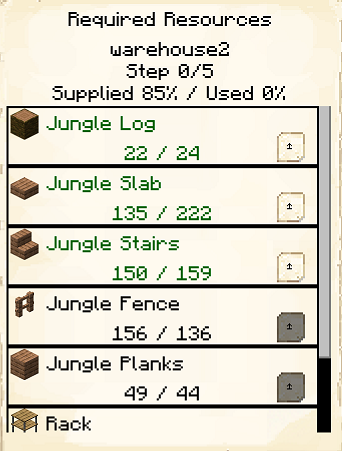 Required Resources
warehouse2
Step 0/5
Supplied 85% / Used 0%
Jungle Log
22 / 24
Jungle Slab
135 / 222
Jungle Stairs
150 / 159
Jungle Fence
156 / 136
Jungle Planks
49 / 44
Rack